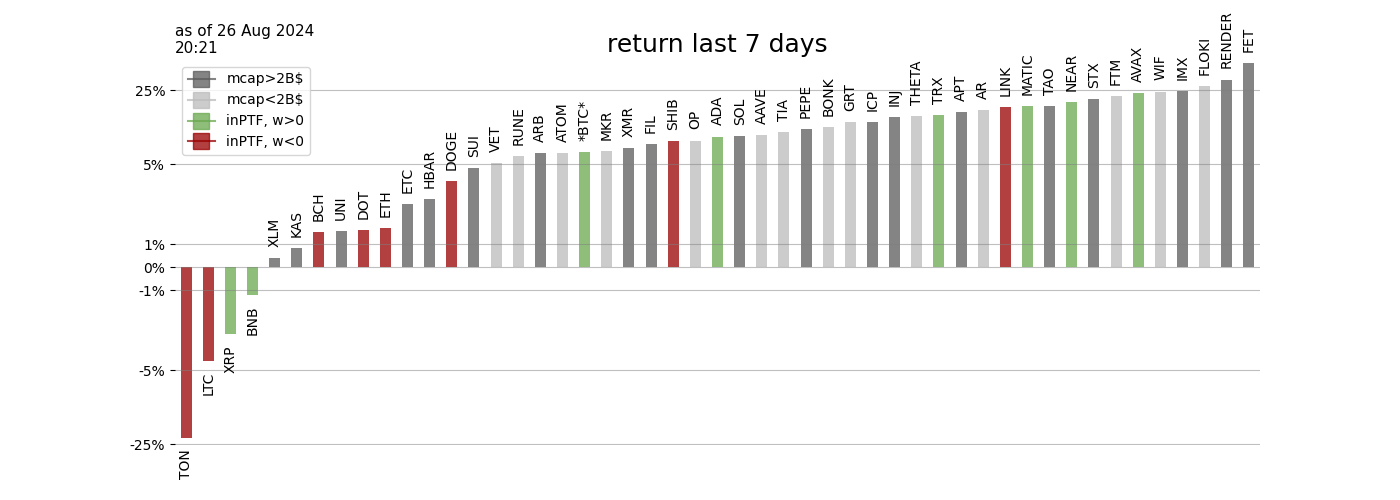 as of 26 Aug 2024
20:21
return last 7 days
mcap>2B$
mcap<2B$
inPTF, w>0
inPTF, w<0
25%
5%
1%
0%
-1%
-5%
-25%
TON
LTC
XRP
BNB
XLM
KAS
BCH
UNI
DOT
ETH
ETC
HBAR
DOGE
SUI
VET
RUNE
ARB
ATOM
*BTC*
MKR
XMR
FIL
SHIB
OP
ADA
SOL
AAVE
TIA
PEPE
BONK
GRT
ICP
INJ
THETA
TRX
APT
AR
LINK
MATIC
TAO
NEAR
STX
FTM
AVAX
WIF
IMX
FLOKI
RENDER
FET